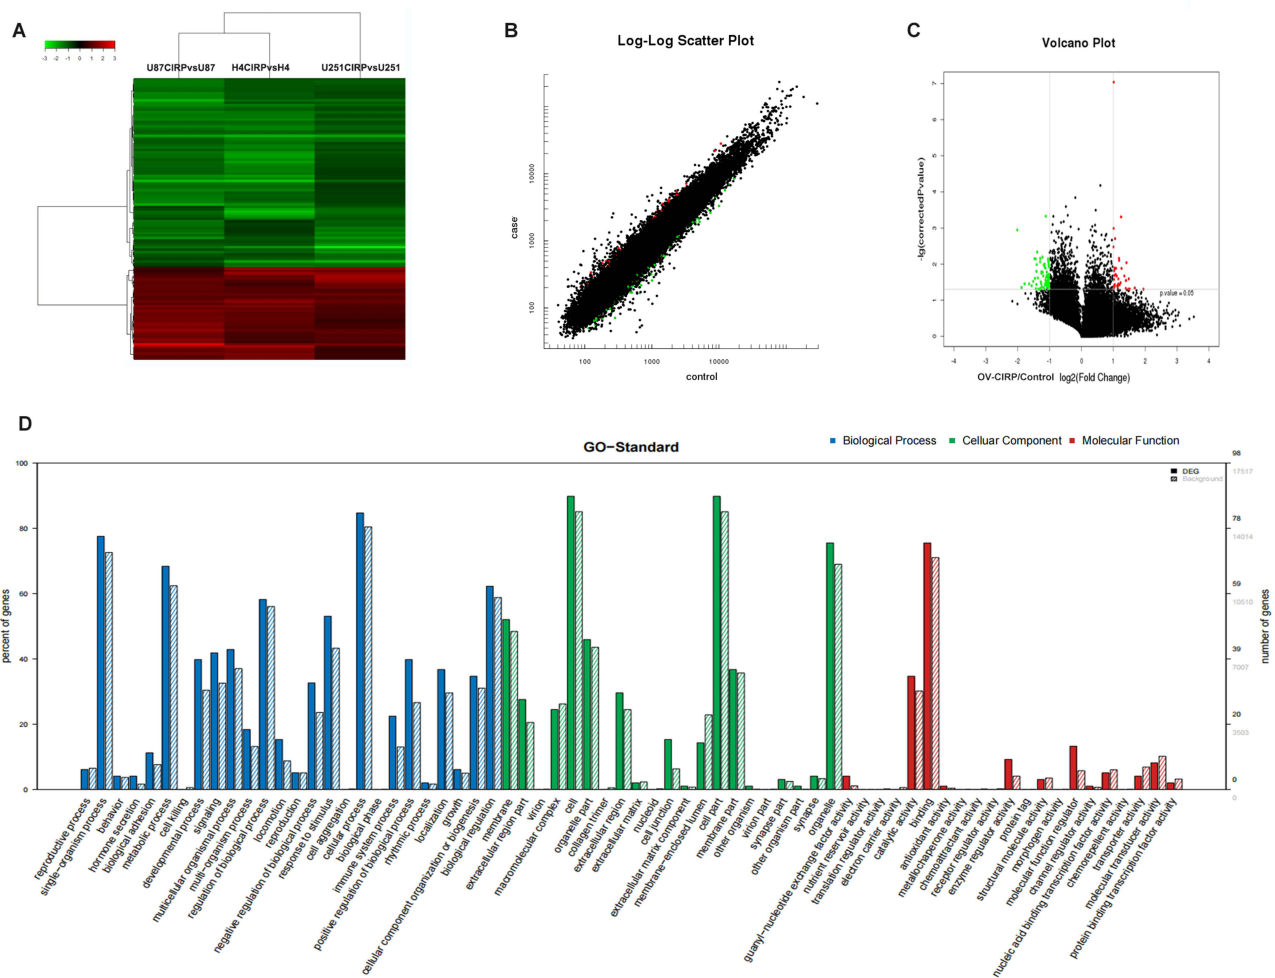 A
-3 -2 -1 0 1 2 3
U87CIRPvsU87 H4CIRPvsH4 U251CIRPvsU251
B
Log-Log Scatter Plot
case
100 1000 10000
100 1000 10000
control
C
Volcano Plot
-lg(correctedPvalue)
7
6
5
4
3
2
1
0
p.value = 0.05
-4 -3 -2 -1 0 1 2 3 4
OV-CIRP/Control log2(Fold Change)
D
GO-Standard
Biological Process Celluar Component Molecular Function
DEG
Background
percent of genes
100
80
60
40
20
0
98
17517
78
14014
59
10510
39
7007
20
3503
0
0
number of genes
reproductive process
single-organism process
behavior
hormone secretion
biological adhesion
metabolic process
cell killing
developmental process
signaling
multicellular organismal process
multi-organism process
regulation of biological process
locomotion
reproduction
negative regulation of biological process
response to stimulus
cell aggregation
cellular process
biological phase
immune system process
positive regulation of biological process
rhythmic process
localization
growth
cellular component organization or biogenesis
biological regulation
membrane
extracellular region part
virion
macromolecular complex
cell
organelle part
collagen trimer
extracellular region
extracellular matrix
nucleoid
cell junction
extracellular matrix component
membrane-enclosed lumen
cell part
membrane part
other organism
virion part
synapse part
other organism part
synapse
organelle
guanyl-nucleotide exchange factor activity
nutrient reservoir activity
translation regulator activity
electron carrier activity
catalytic activity
binding
antioxidant activity
metallochaperone activity
chemoattractant activity
receptor regulator activity
enzyme regulator activity
protein tag
structural molecule activity
morphogen activity
molecular function regulator
channel regulator activity
nucleic acid binding transcription factor activity
chemorepellent activity
transporter activity
molecular transducer activity
protein binding transcription factor activity